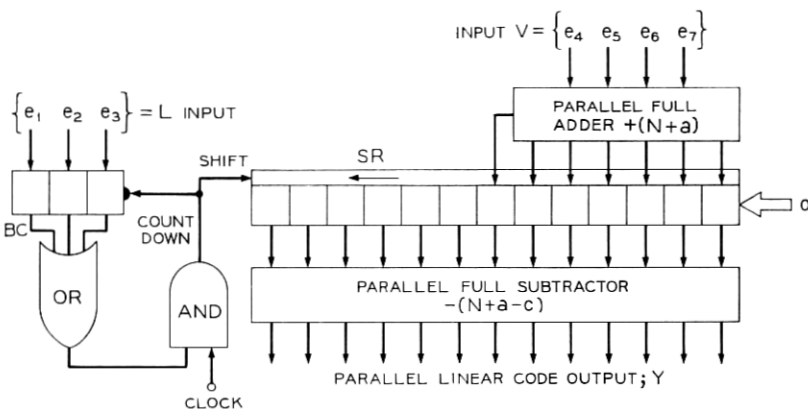 INPUT V = {e4 e5 e6 e7}
{e1 e2 e3} = L INPUT
PARALLEL FULL
ADDER +(N+a)
SHIFT
SR
BC
COUNT
DOWN
a
OR
AND
PARALLEL FULL SUBTRACTOR
-(N+a-c)
CLOCK
PARALLEL LINEAR CODE OUTPUT; Y